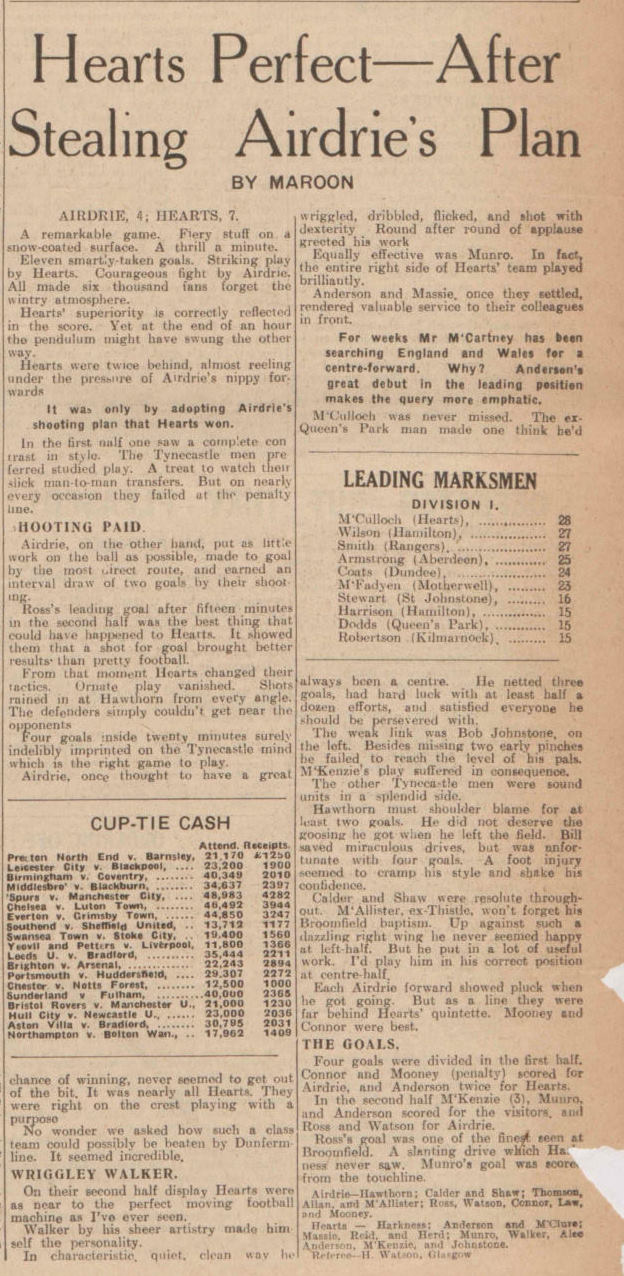 Hearts Perfect—After
Stealing Airdrie's Plan
BY MAROON
AIRDRIE, 4; HEARTS, 7.
A remarkable game. Fiery stuff on a
snow-coated surface. A thrill a minute.
Eleven smartly-taken goals. Striking play
by Hearts. Courageous fight by Airdrie.
All made six thousand fans forget the
wintry atmosphere.
Hearts' superiority is correctly reflected
in the score. Yet at the end of an hour
the pendulum might have swung the other
way.
Hearts were twice behind, almost reeling
under the pressure of Airdrie's nippy for-
wards
It was only by adopting Airdrie's
shooting plan that Hearts won.
In the first half one saw a complete con
trast in style. The Tynecastle men pre
ferred studied play. A treat to watch their
slick man-to-man transfers. But on nearly
every occasion they failed at the penalty
line.
SHOOTING PAID.
Airdrie, on the other hand, put as little
work on the ball as possible, made to goal
by the most direct route, and earned an
interval draw of two goals by their shoot
ing.
Ross's leading goal after fifteen minutes
in the second half was the best thing that
could have happened to Hearts. It showed
them that a shot for goal brought better
results than pretty football.
From that moment Hearts changed their
tactics. Ornate play vanished. Shots
rained in at Hawthorn from every angle.
The defenders simply couldn't get near the
opponents
Four goals inside twenty minutes surely
indelibly imprinted on the Tynecastle mind
which is the right game to play.
Airdrie, once thought to have a great
CUP-TIE CASH
Attend. Receipts.
Preston North End v. Barnsley, 21,170 £1250
Leicester City v. Blackpool, .... 23,200 1900
Birmingham v. Coventry, ....... 40,349 2010
Middlesbro' v. Blackburn, ........ 34,637 2397
'Spurs v. Manchester City, .... 48,983 4282
Chelsea v. Luton Town, .......... 46,492 3944
Everton v. Grimsby Town, ...... 44,850 3247
Southend v. Sheffield United, .. 13,712 1177
Swansea Town v. Stoke City, .. 19,400 1560
Yeovil and Petters v. Liverpool, 11,800 1366
Leeds U. v. Bradford, .......... 35,444 2211
Brighton v. Arsenal, .............. 22,243 2894
Portsmouth v. Huddersfield, .... 29,307 2272
Chester v. Notts Forest, ........ 12,500 1000
Sunderland v Fulham, ............ 40,000 2365
Bristol Rovers v. Manchester U., 21,000 1230
Hull City v. Newcastle U., ...... 23,000 2036
Aston Villa v. Bradford, ........ 30,795 2031
Northampton v. Bolton Wan., .. 17,962 1409
chance of winning, never seemed to get out
of the bit. It was nearly all Hearts. They
were right on the crest playing with a
purpose
No wonder we asked how such a class
team could possibly be beaten by Dunferm-
line. It seemed incredible.
WRIGGLEY WALKER.
On their second half display Hearts were
as near to the perfect moving football
machine as I've ever seen.
Walker by his sheer artistry made him
self the personality.
In characteristic, quiet, clean way he
wriggled, dribbled, flicked, and shot with
dexterity Round after round of applause
greeted his work
Equally effective was Munro. In fact,
the entire right side of Hearts' team played
brilliantly.
Anderson and Massie, once they settled,
rendered valuable service to their colleagues
in front.
For weeks Mr M'Cartney has been
searching England and Wales for a
centre-forward. Why? Anderson's
great debut in the leading position
makes the query more emphatic.
M'Culloch was never missed. The ex-
Queen's Park man made one think he'd
LEADING MARKSMEN
DIVISION I.
M'Culloch (Hearts), ............... 28
Wilson (Hamilton), ............... 27
Smith (Rangers), ............... 27
Armstrong (Aberdeen), ............ 25
Coats (Dundee), ............... 24
M'Fadyen (Motherwell), .......... 23
Stewart (St Johnstone), .......... 16
Harrison (Hamilton), ............ 15
Dodds (Queen's Park), ............ 15
Robertson (Kilmarnock), ......... 15
always been a centre. He netted three
goals, had hard luck with at least half a
dozen efforts, and satisfied everyone he
should be persevered with.
The weak link was Bob Johnstone, on
the left. Besides missing two early pinches
he failed to reach the level of his pals.
M'Kenzie's play suffered in consequence.
The other Tynecastle men were sound
units in a splendid side.
Hawthorn must shoulder blame for at
least two goals. He did not deserve the
goosing he got when he left the field. Bill
saved miraculous drives, but was unfor-
tunate with four goals. A foot injury
seemed to cramp his style and shake his
confidence.
Calder and Shaw were resolute through-
out. M'Allister, ex-Thistle, won't forget his
Broomfield baptism. Up against such a
dazzling right wing he never seemed happy
at left-half. But he put in a lot of useful
work. I'd play him in his correct position
at centre-half.
Each Airdrie forward showed pluck when
he got going. But as a line they were
far behind Hearts' quintette. Mooney and
Connor were best.
THE GOALS.
Four goals were divided in the first half.
Connor and Mooney (penalty) scored for
Airdrie, and Anderson twice for Hearts.
In the second half M'Kenzie (3), Munro,
and Anderson scored for the visitors, and
Ross and Watson for Airdrie.
Ross's goal was one of the finest seen at
Broomfield. A slanting drive which Ha
ness never saw. Munro's goal was score
from the touchline.
Airdrie—Hawthorn; Calder and Shaw; Thomson,
Allan, and M'Allister; Ross, Watson, Connor, Law,
and Mooney.
Hearts — Harkness; Anderson and M'Clure;
Massie, Reid, and Herd; Munro, Walker, Alec
Anderson, M'Kenzie, and Johnstone.
Referee—H. Watson, Glasgow